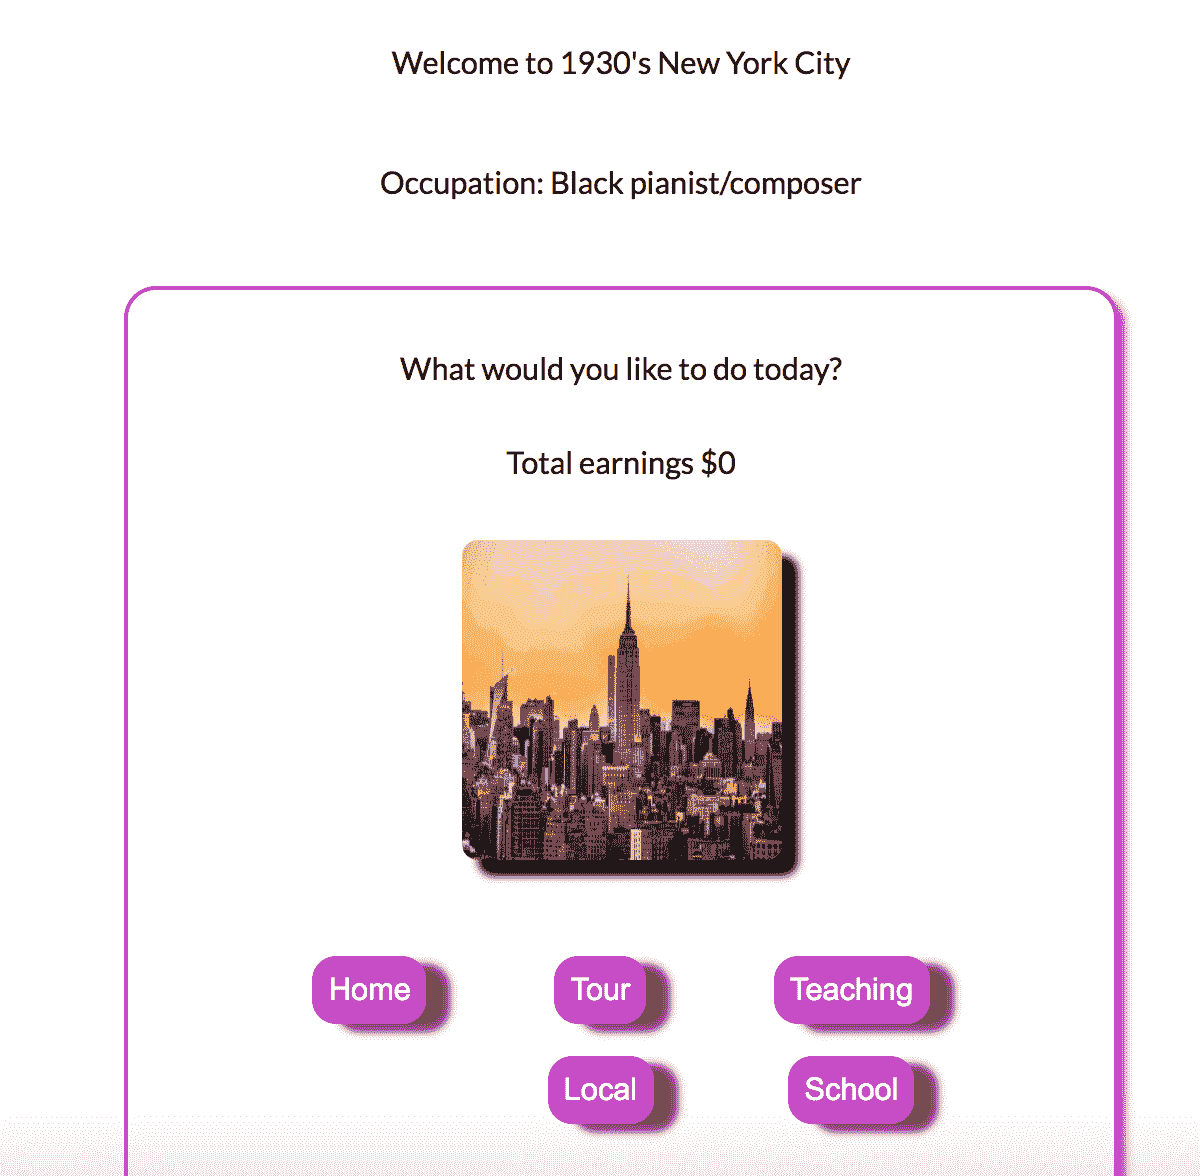 Welcome to 1930's New York City
Occupation: Black pianist/composer
What would you like to do today?
Total earnings $0
Home Tour Teaching
Local School